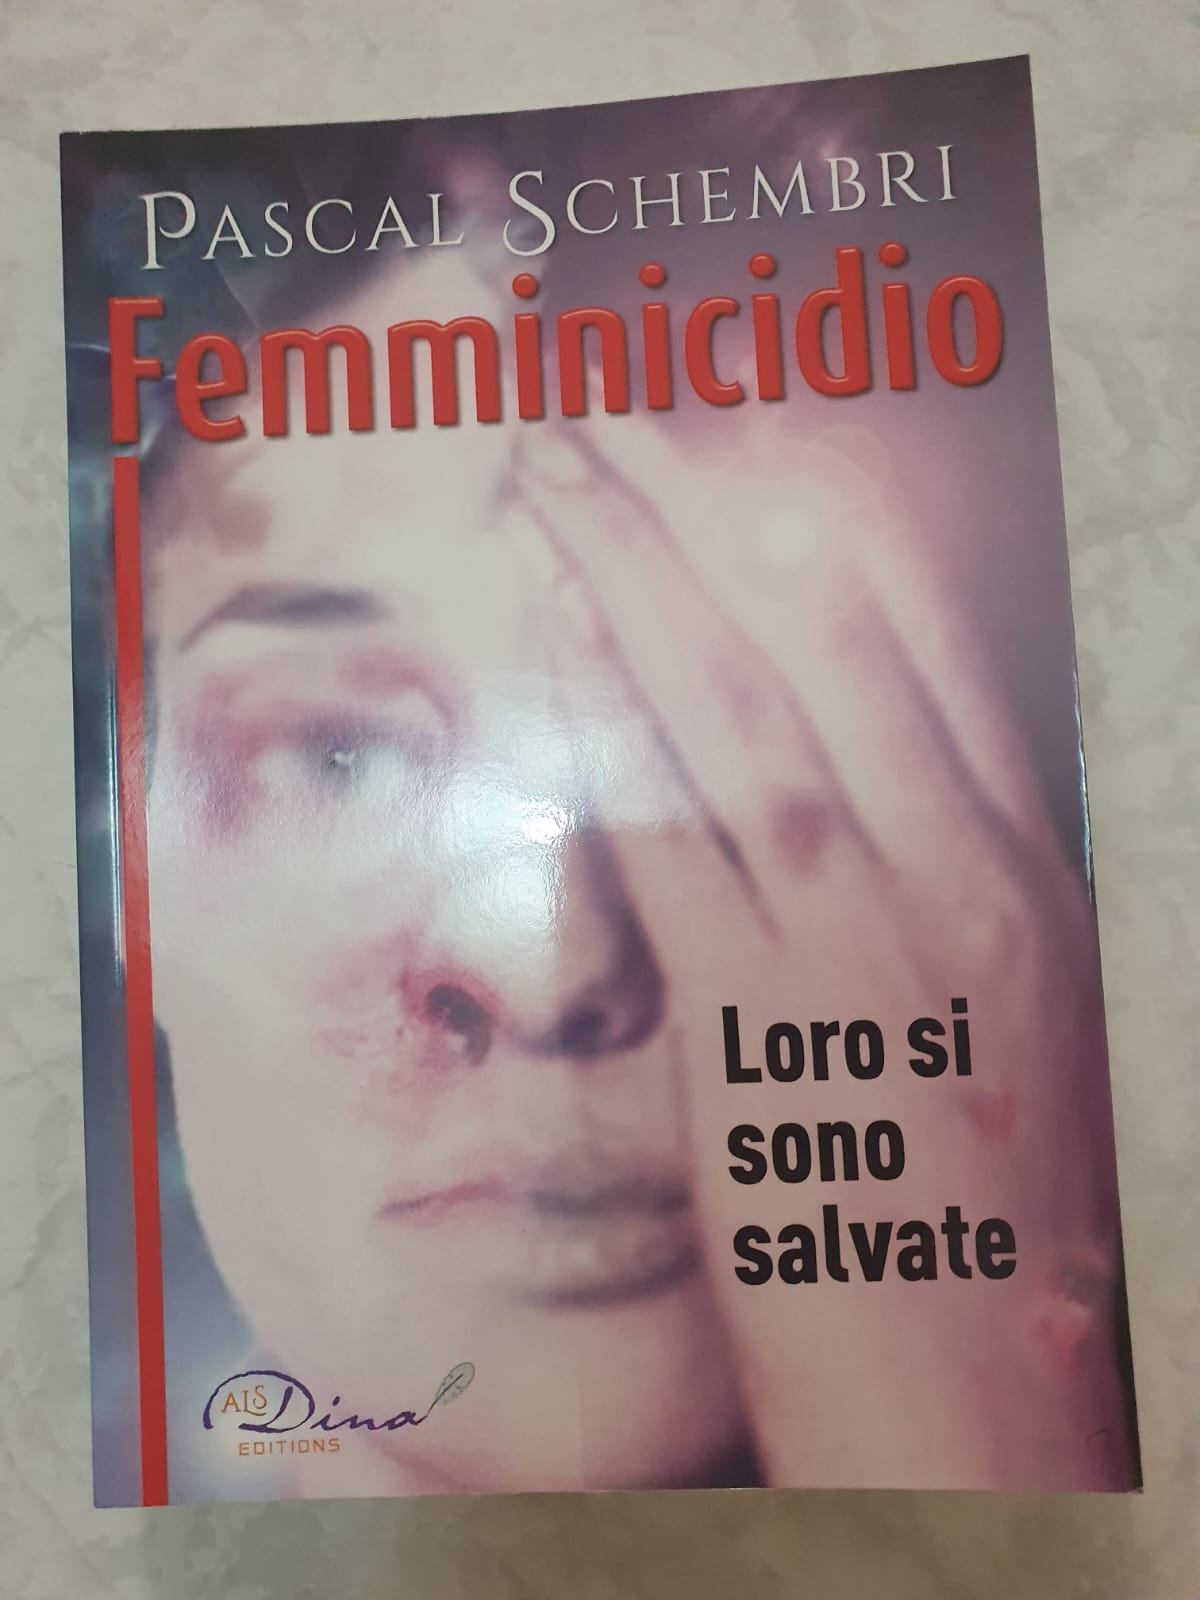 PASCAL SCHEMBRI
Femminicidio
Loro si
sono
salvate
ALS Dina
EDITIONS